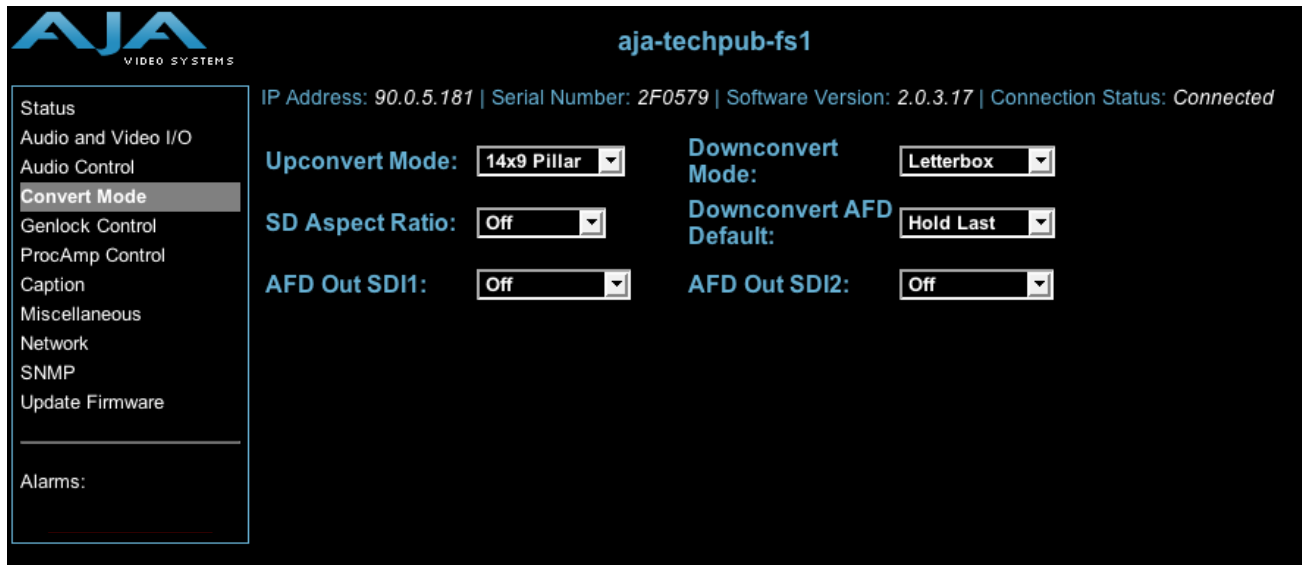 AJA
VIDEO SYSTEMS
aja-techpub-fs1
IP Address: 90.0.5.181 | Serial Number: 2F0579 | Software Version: 2.0.3.17 | Connection Status: Connected
Status
Audio and Video I/O
Audio Control
Convert Mode
Genlock Control
ProcAmp Control
Caption
Miscellaneous
Network
SNMP
Update Firmware
Alarms:
Upconvert Mode: 14x9 Pillar
Downconvert
Mode: Letterbox
SD Aspect Ratio: Off
Downconvert AFD
Default: Hold Last
AFD Out SDI1: Off
AFD Out SDI2: Off